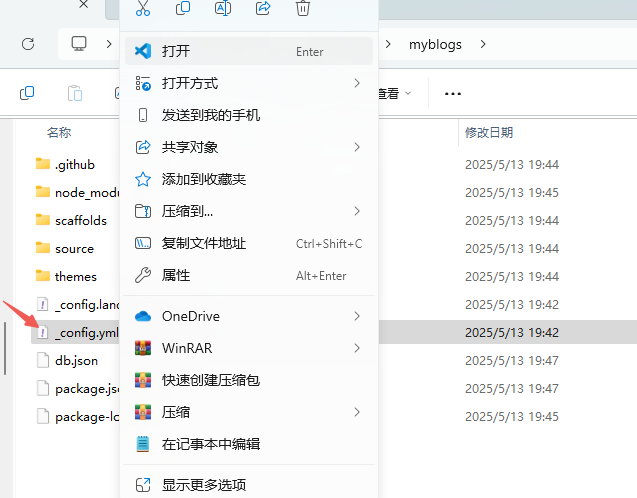 myblogs
打开 Enter
打开方式
发送到我的手机
共享对象
添加到收藏夹
压缩到...
复制文件地址 Ctrl+Shift+C
属性 Alt+Enter
OneDrive
WinRAR
快速创建压缩包
压缩
在记事本中编辑
显示更多选项
查看
名称 修改日期
.github 2025/5/13 19:44
node_modu 2025/5/13 19:45
scaffolds 2025/5/13 19:44
source 2025/5/13 19:44
themes 2025/5/13 19:44
_config.land 2025/5/13 19:42
_config.yml 2025/5/13 19:42
db.json 2025/5/13 19:47
package.js 2025/5/13 19:47
package-lo 2025/5/13 19:45